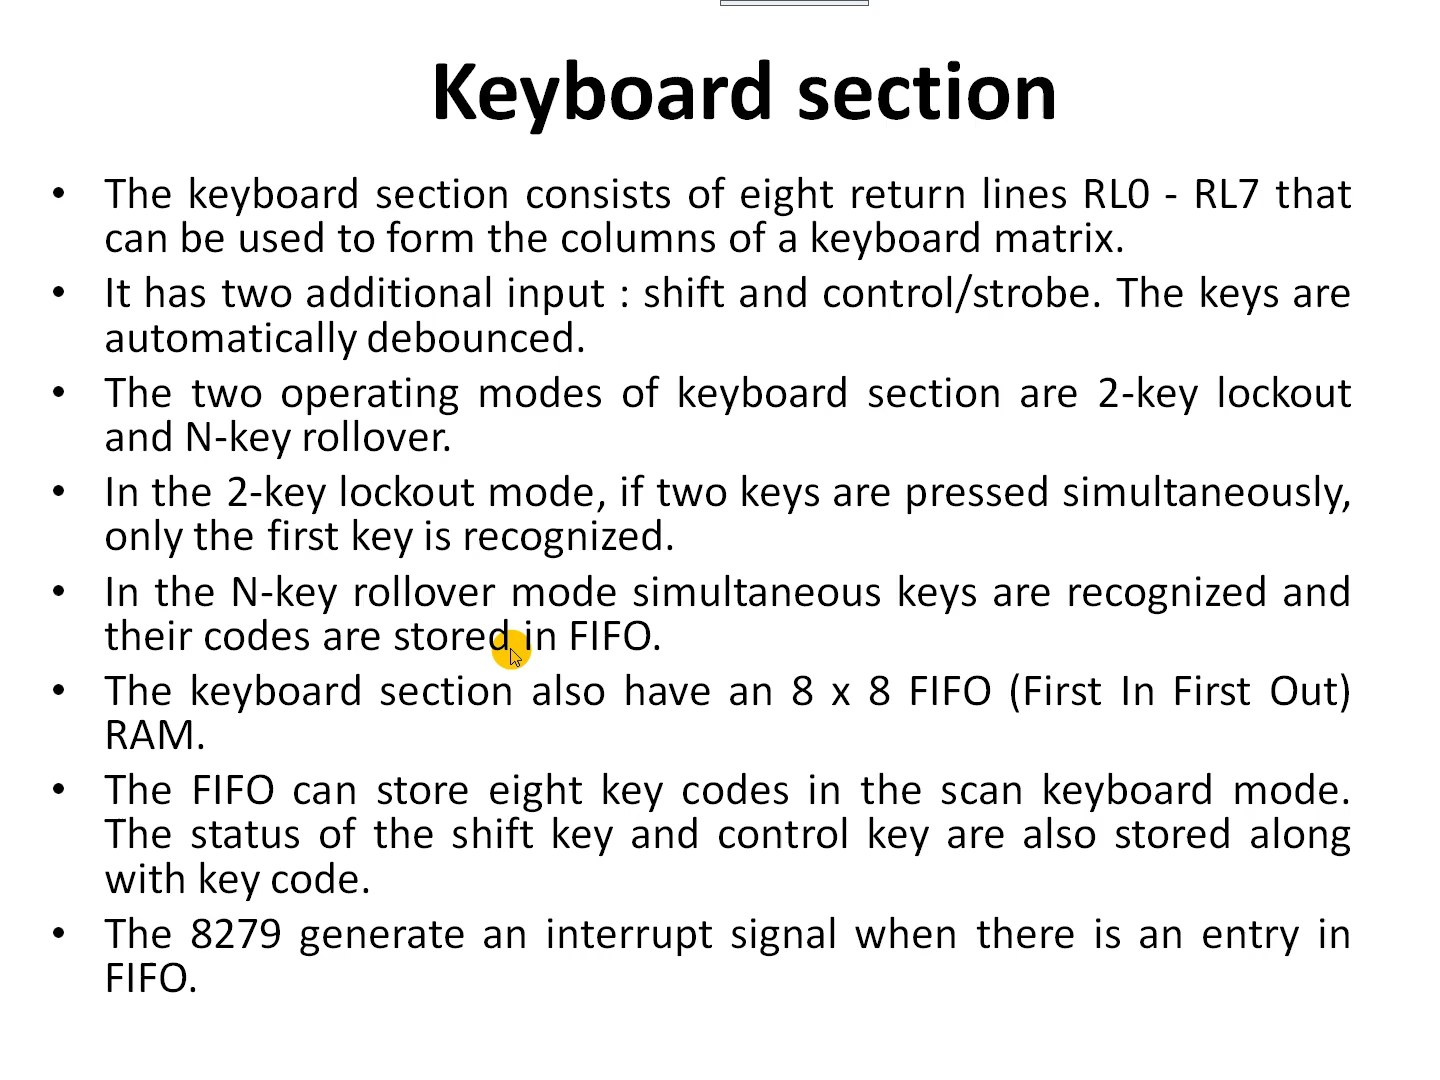 Keyboard section
• The keyboard section consists of eight return lines RL0 - RL7 that
can be used to form the columns of a keyboard matrix.
• It has two additional input : shift and control/strobe. The keys are
automatically debounced.
• The two operating modes of keyboard section are 2-key lockout
and N-key rollover.
• In the 2-key lockout mode, if two keys are pressed simultaneously,
only the first key is recognized.
• In the N-key rollover mode simultaneous keys are recognized and
their codes are stored in FIFO.
• The keyboard section also have an 8 x 8 FIFO (First In First Out)
RAM.
• The FIFO can store eight key codes in the scan keyboard mode.
The status of the shift key and control key are also stored along
with key code.
• The 8279 generate an interrupt signal when there is an entry in
FIFO.